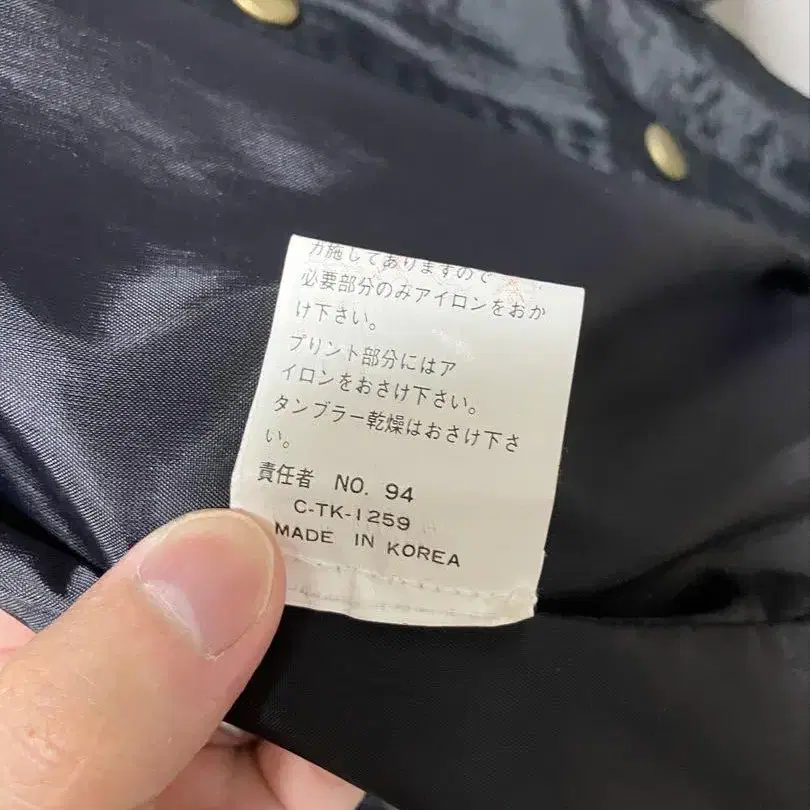 施してありますので
必要部分のみアイロンをおか
け下さい。
プリント部分にはア
イロンをおさけ下さい。
タンブラー乾燥はおさけ下さ
い。
責任者 NO. 94
C-TK-1259
MADE IN KOREA